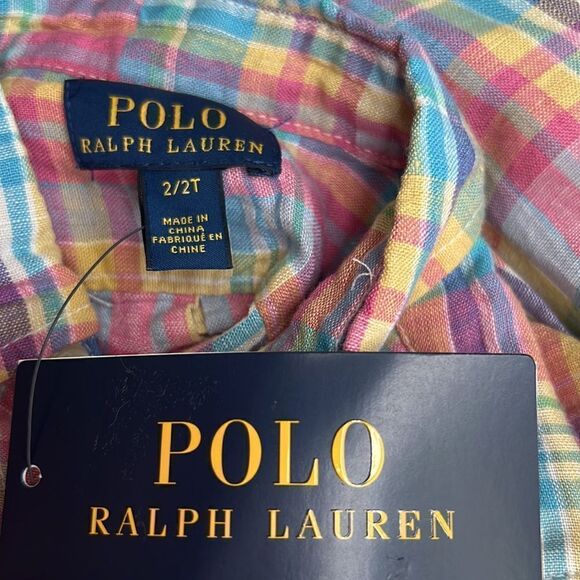 POLO
RALPH LAUREN
2/2T
MADE IN
CHINA
FABRIQUÉ EN
CHINE
POLO
RALPH LAUREN